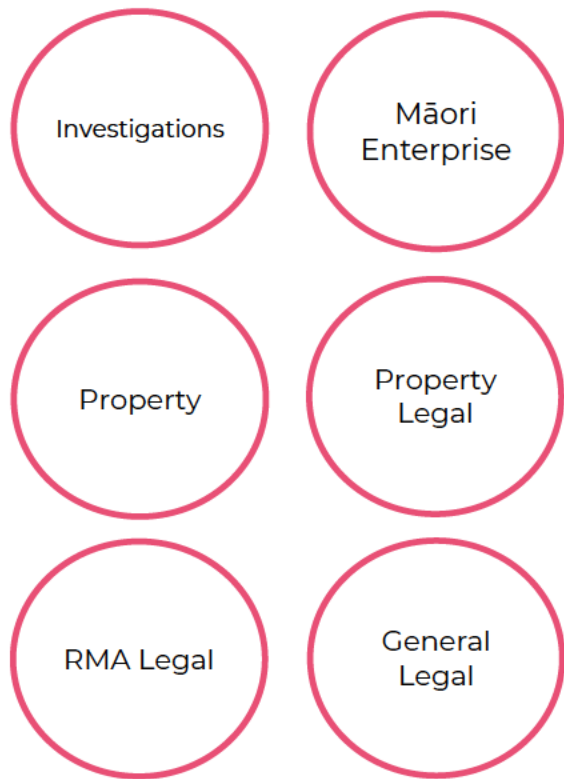 Investigations
Māori
Enterprise
Property
Property
Legal
RMA Legal
General
Legal